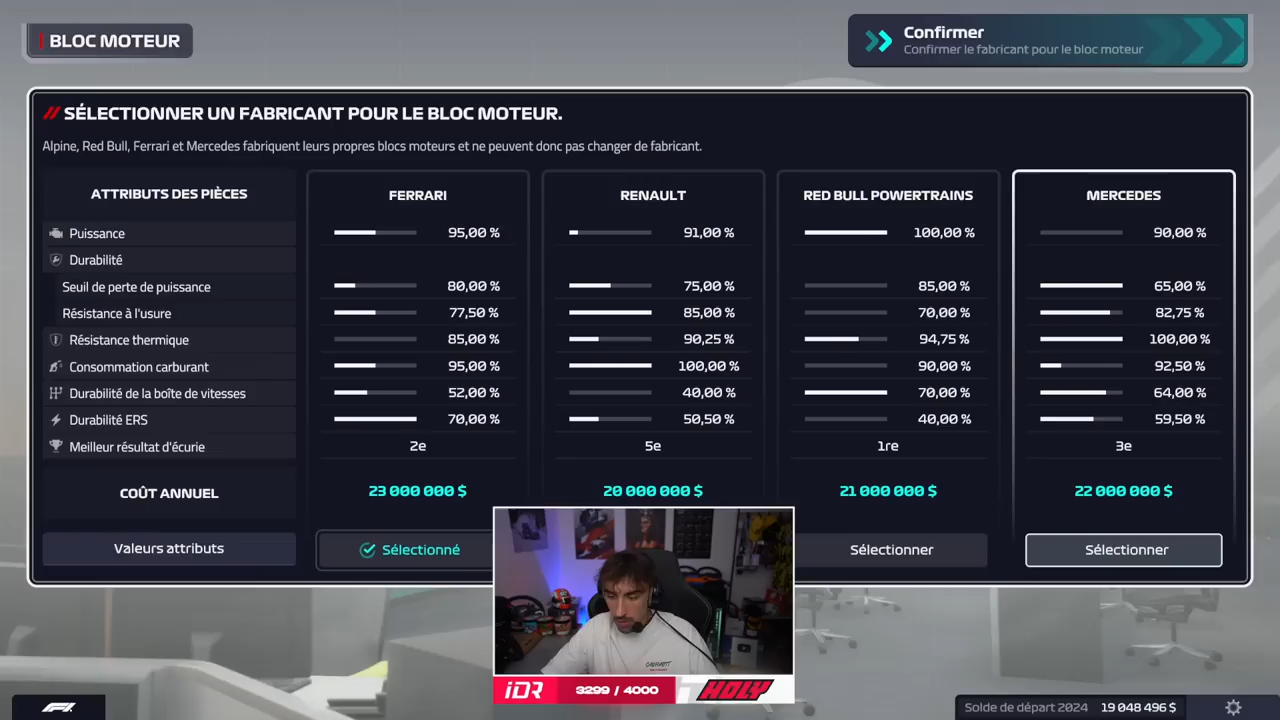 BLOC MOTEUR
Confirmer
Confirmer le fabricant pour le bloc moteur
// SÉLECTIONNER UN FABRICANT POUR LE BLOC MOTEUR.
Alpine, Red Bull, Ferrari et Mercedes fabriquent leurs propres blocs moteurs et ne peuvent donc pas changer de fabricant.
ATTRIBUTS DES PIÈCES FERRARI RENAULT RED BULL POWERTRAINS MERCEDES
Puissance 95,00 % 91,00 % 100,00 % 90,00 %
Durabilité
Seuil de perte de puissance 80,00 % 75,00 % 85,00 % 65,00 %
Résistance à l'usure 77,50 % 85,00 % 70,00 % 82,75 %
Résistance thermique 85,00 % 90,25 % 94,75 % 100,00 %
Consommation carburant 95,00 % 100,00 % 90,00 % 92,50 %
Durabilité de la boîte de vitesses 52,00 % 40,00 % 70,00 % 64,00 %
Durabilité ERS 70,00 % 50,50 % 40,00 % 59,50 %
Meilleur résultat d'écurie 2e 5e 1re 3e
COÛT ANNUEL 23 000 000 $ 20 000 000 $ 21 000 000 $ 22 000 000 $
Valeurs attributs Sélectionné Sélectionner Sélectionner
IDR 3299 / 4000 HOLY
F1 Solde de départ 2024 19 048 496 $